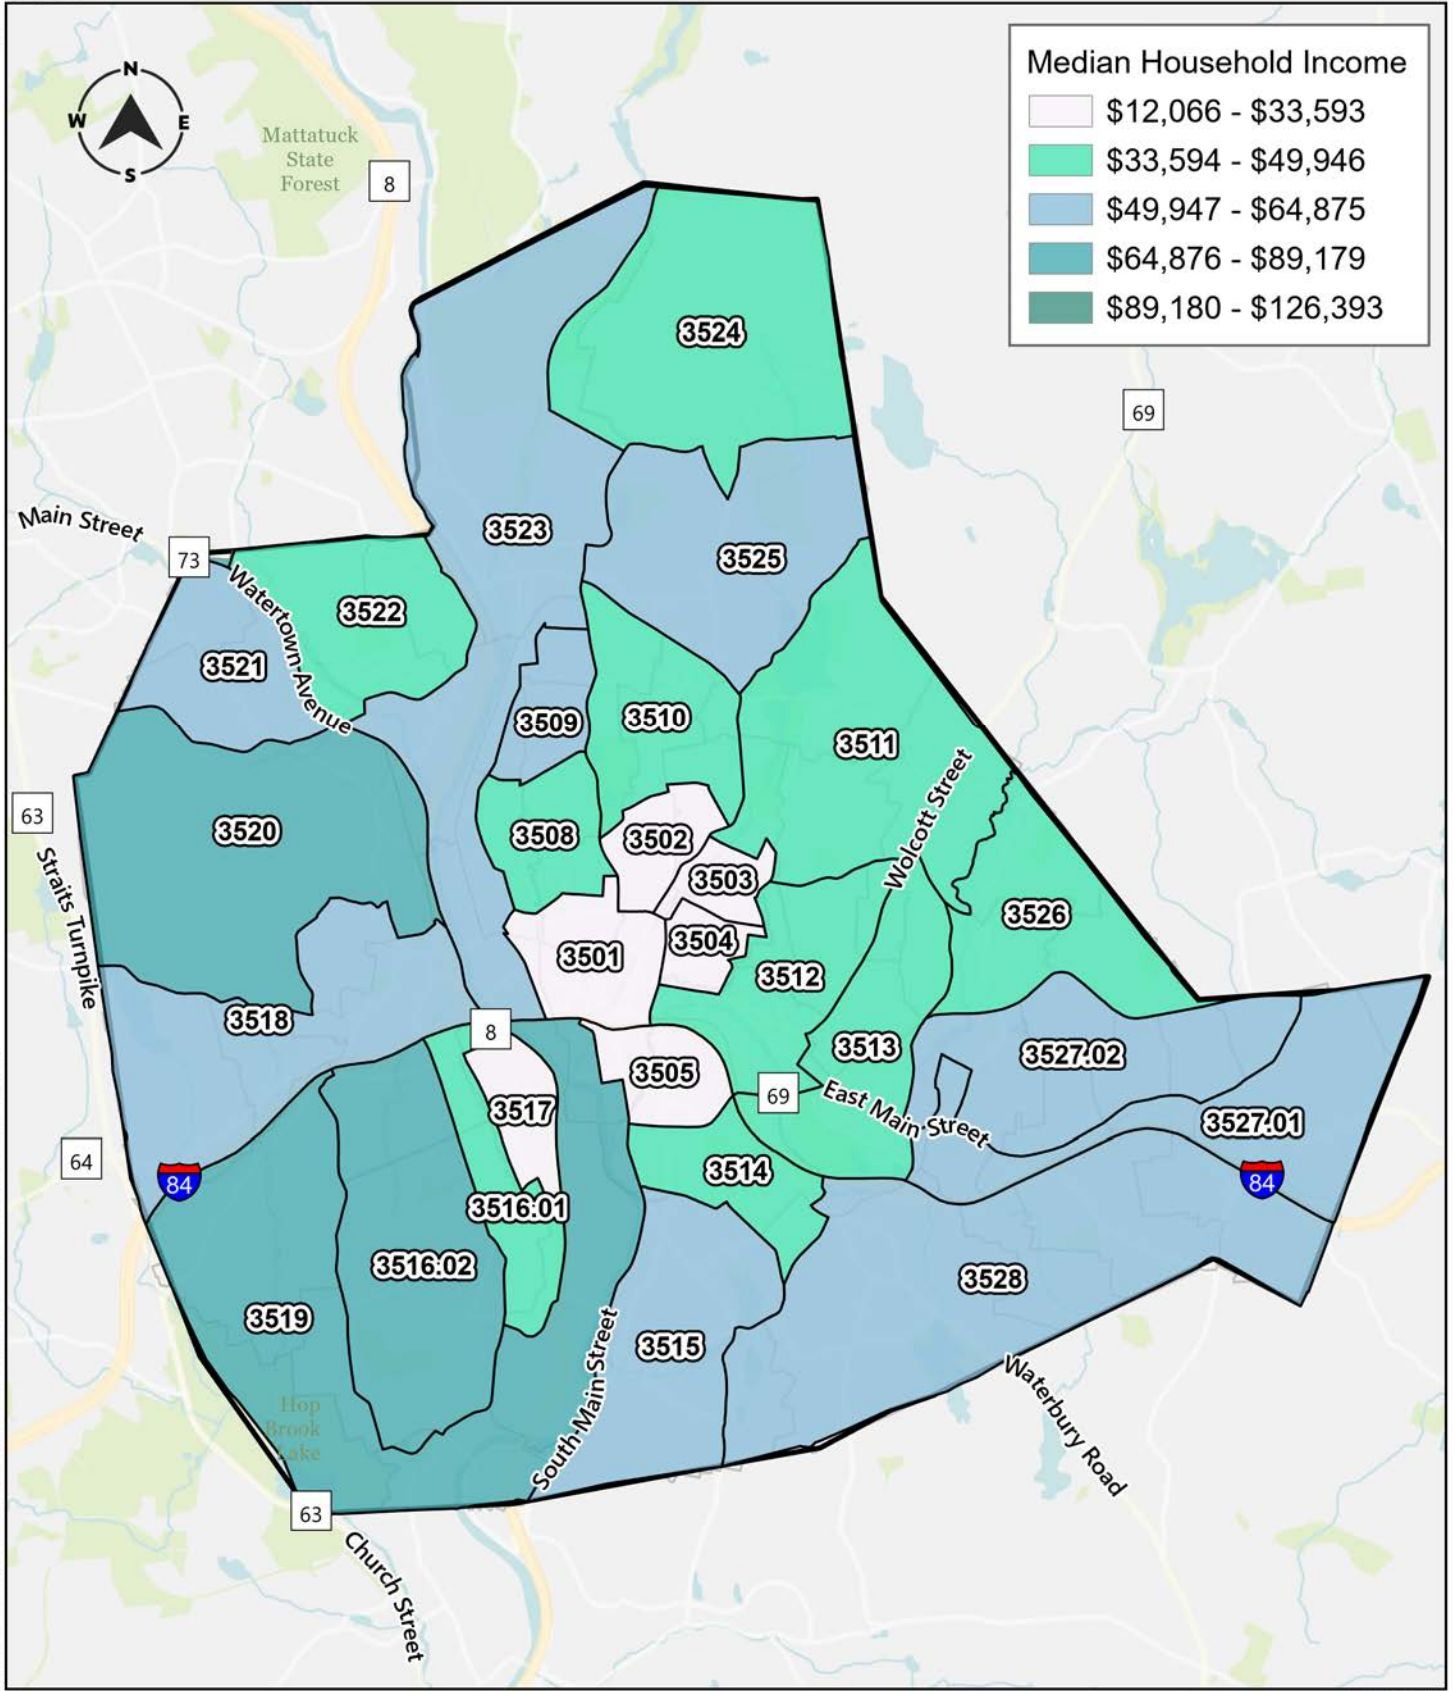 Median Household Income
$12,066 - $33,593
$33,594 - $49,946
$49,947 - $64,875
$64,876 - $89,179
$89,180 - $126,393
N
W
E
S
Mattatuck
State
Forest
8
3524
69
Main Street
73
3523
3525
Watertown Avenue
3522
3521
3509
3510
3511
Wolcott Street
63
3520
3508
3502
3503
Straits Turnpike
3504
3501
3512
3526
3518
8
3513
3527.02
3505
69
East Main Street
3517
3527.01
64
84
3514
84
3516.01
3516.02
3528
3519
3515
South Main Street
Hop
Brook
Lake
Waterbury Road
63
Church Street